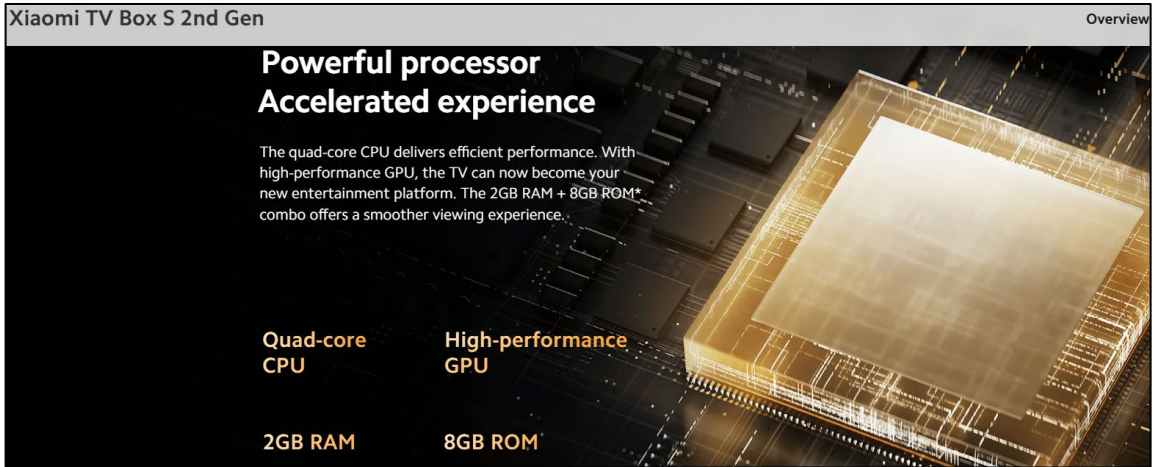 Xiaomi TV Box S 2nd Gen
Overview
Powerful processor
Accelerated experience
The quad-core CPU delivers efficient performance. With
high-performance GPU, the TV can now become your
new entertainment platform. The 2GB RAM + 8GB ROM*
combo offers a smoother viewing experience.
Quad-core
CPU
High-performance
GPU
2GB RAM
8GB ROM